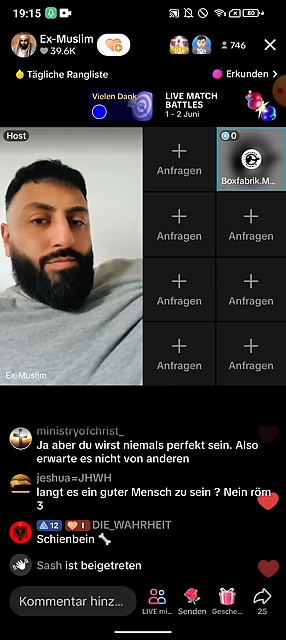 19:15
60
Ex-Muslim
39.6K
746
Tägliche Rangliste
Erkunden
Vielen Dank
LIVE MATCH
BATTLES
1 - 2 Juni
Host
Anfragen
0
Boxfabrik.M...
Anfragen
Anfragen
Anfragen
Anfragen
Anfragen
Anfragen
Ex-Muslim
ministryofchrist_
Ja aber du wirst niemals perfekt sein. Also
erwarte es nicht von anderen
jeshua=JHWH
langt es ein guter Mensch zu sein ? Nein röm
3
12 I DIE_WAHRHEIT
Schienbein 🦴
Sash ist beigetreten
Kommentar hinz...
LIVE mi...
Senden
Gesche...
25